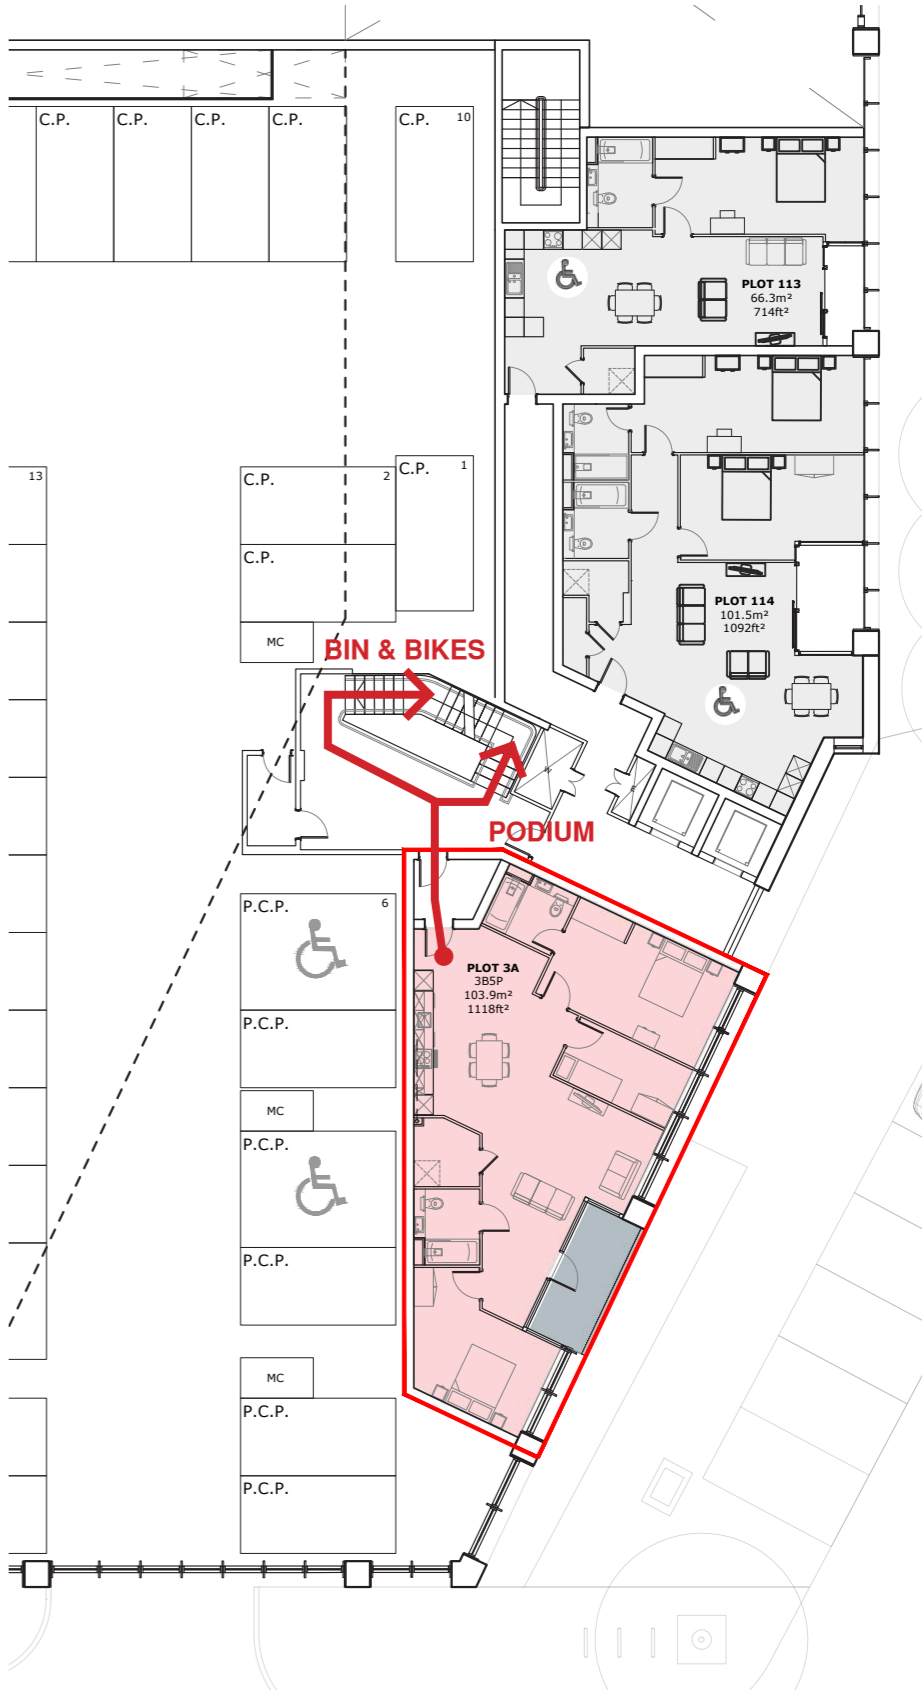 C.P.
C.P.
C.P.
C.P.
C.P.
10
PLOT 113
66.3m²
714ft²
13
C.P.
2
C.P.
1
C.P.
MC
PLOT 114
101.5m²
1092ft²
BIN & BIKES
PODIUM
P.C.P.
6
PLOT 3A
3B5P
103.9m²
1118ft²
P.C.P.
MC
P.C.P.
P.C.P.
MC
P.C.P.
P.C.P.